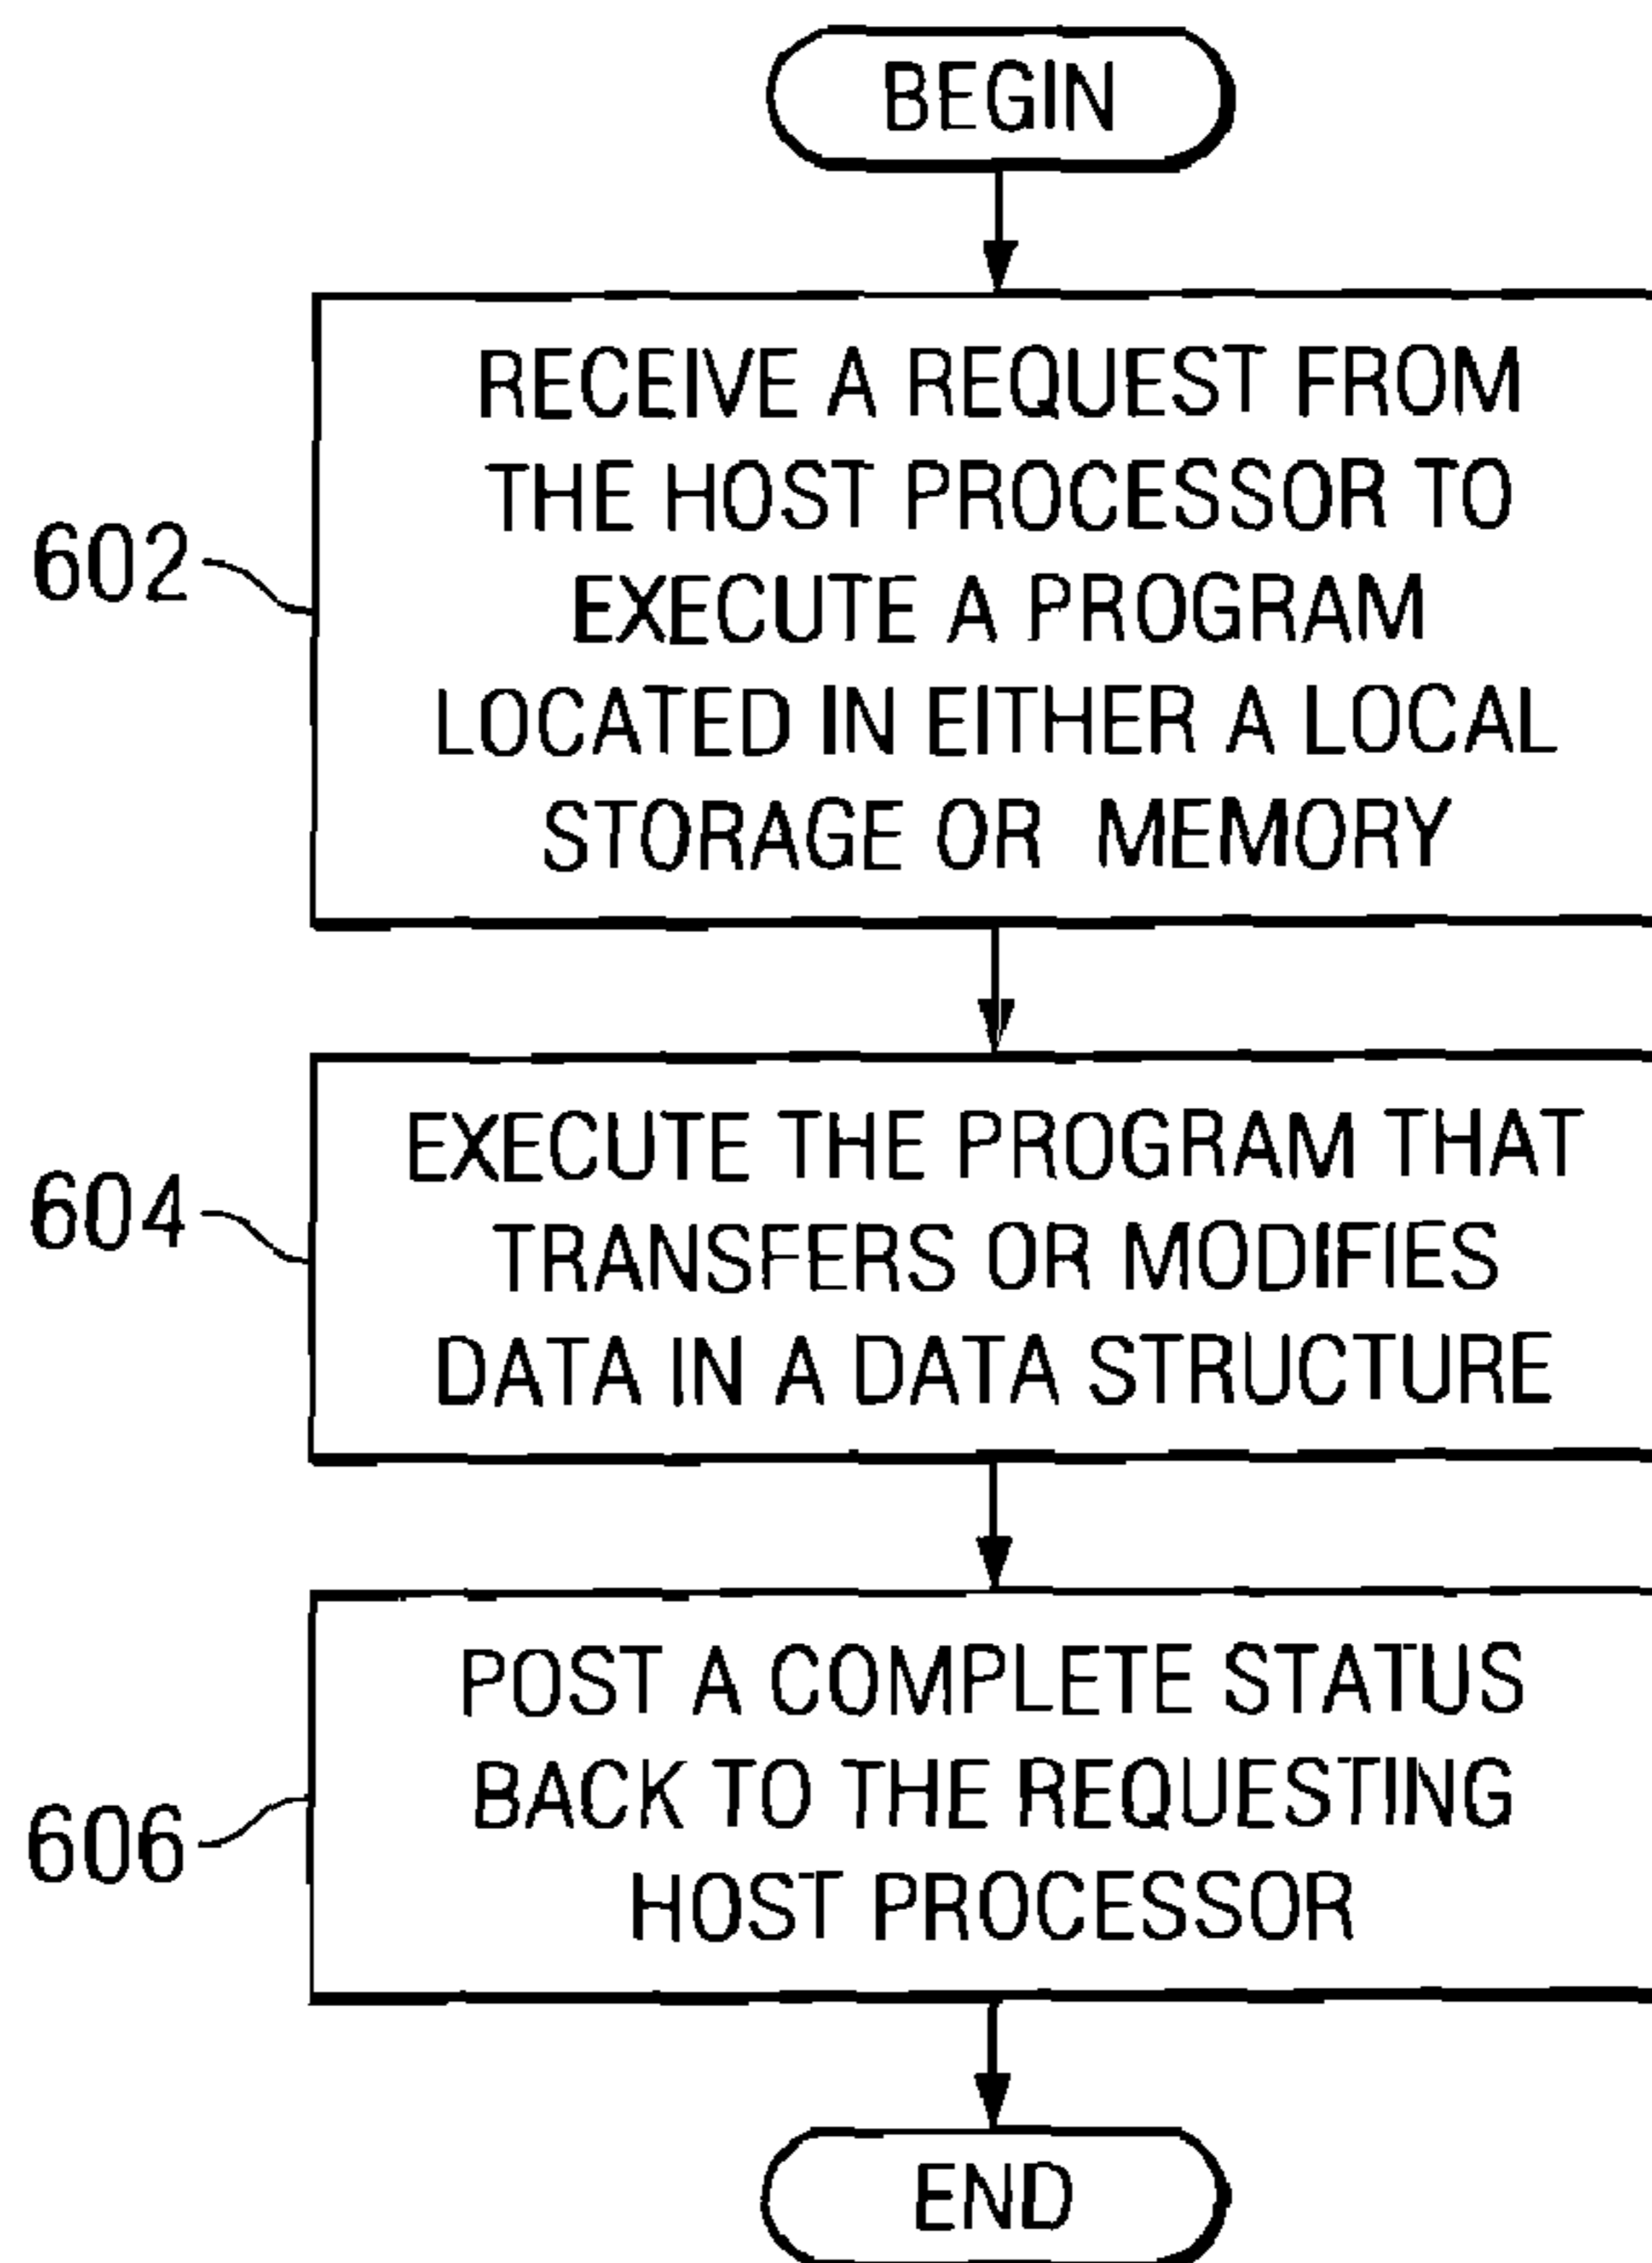 BEGIN
602
RECEIVE A REQUEST FROM
THE HOST PROCESSOR TO
EXECUTE A PROGRAM
LOCATED IN EITHER A LOCAL
STORAGE OR MEMORY
604
EXECUTE THE PROGRAM THAT
TRANSFERS OR MODIFIES
DATA IN A DATA STRUCTURE
606
POST A COMPLETE STATUS
BACK TO THE REQUESTING
HOST PROCESSOR
END